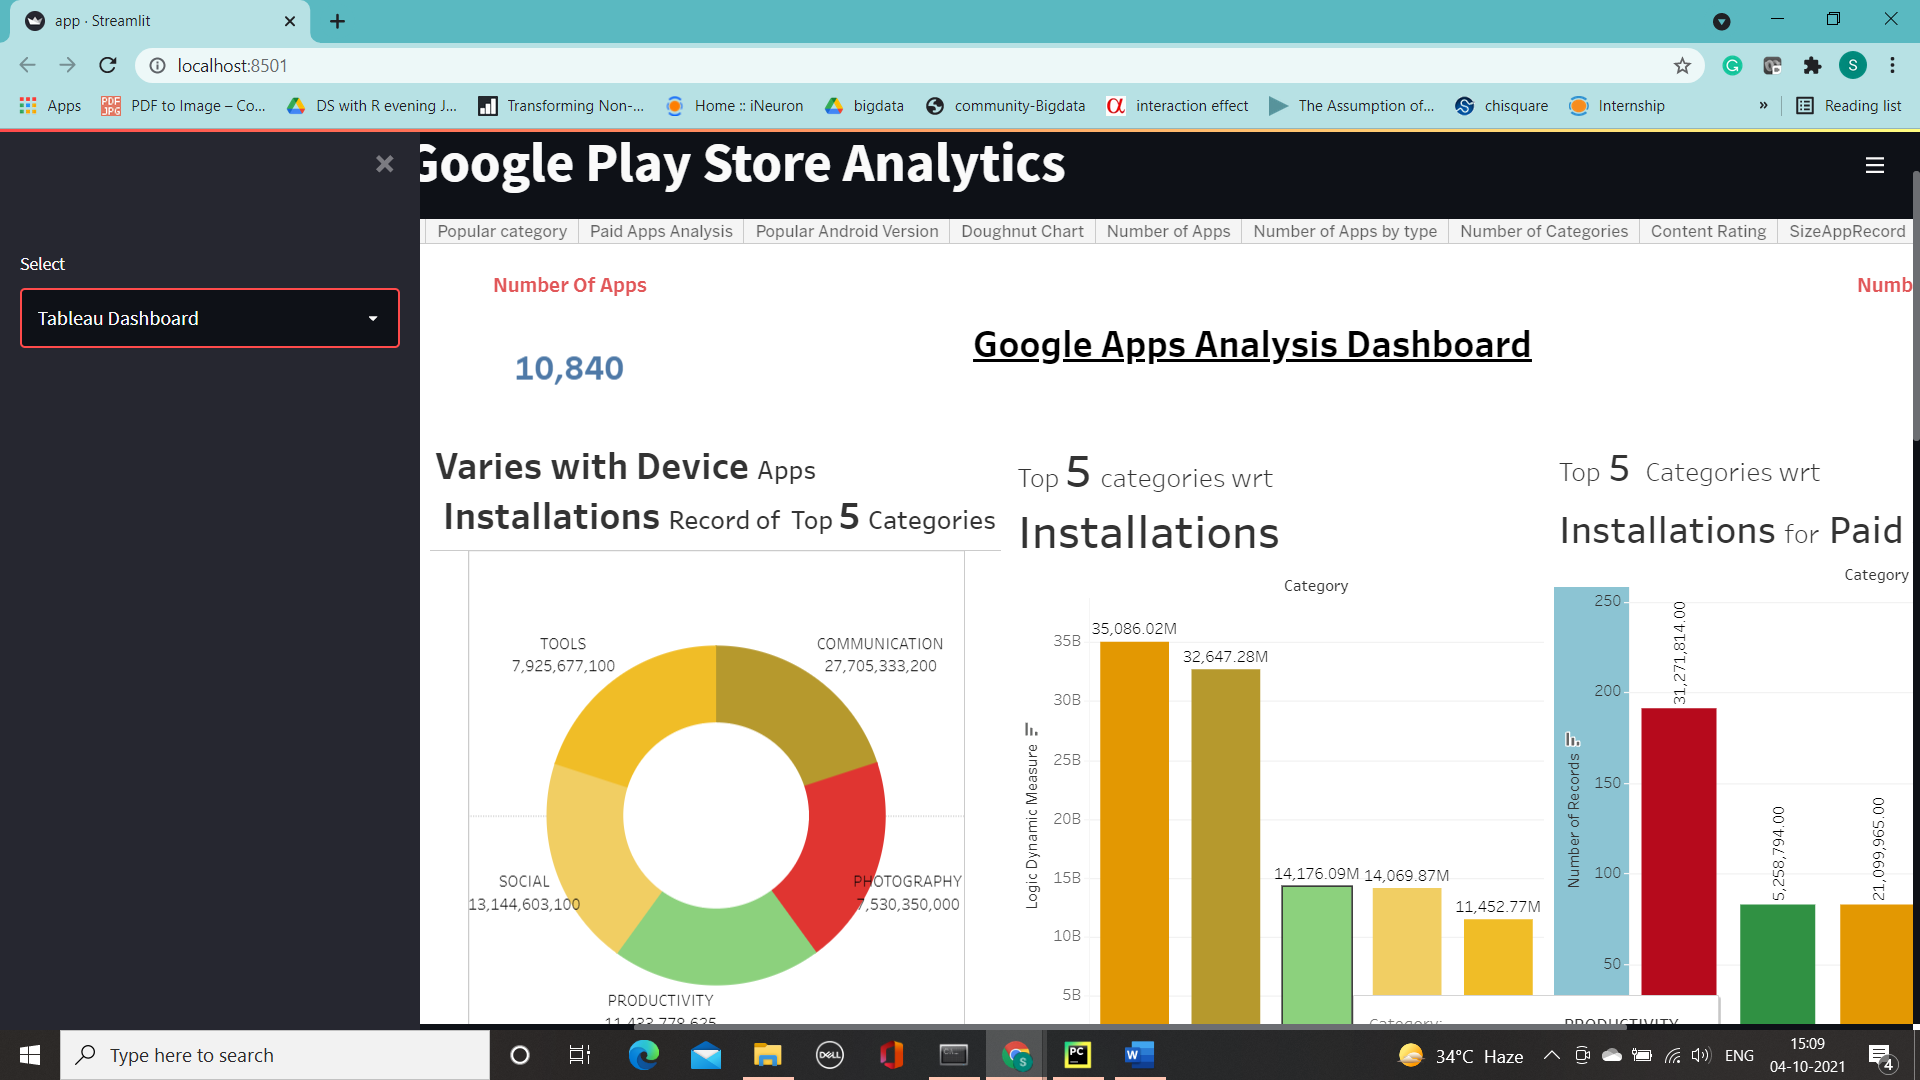 app · Streamlit
localhost:8501
S
Apps
PDF to Image – Co...
DS with R evening J...
Transforming Non-...
Home :: iNeuron
bigdata
community-Bigdata
interaction effect
The Assumption of...
chisquare
Internship
»
Reading list
Google Play Store Analytics
Select
Tableau Dashboard
Popular category
Paid Apps Analysis
Popular Android Version
Doughnut Chart
Number of Apps
Number of Apps by type
Number of Categories
Content Rating
SizeAppRecord
Number Of Apps
Numb
10,840
Google Apps Analysis Dashboard
Varies with Device Apps
Installations Record of Top 5 Categories
TOOLS
7,925,677,100
COMMUNICATION
27,705,333,200
SOCIAL
13,144,603,100
PHOTOGRAPHY
7,530,350,000
PRODUCTIVITY
11,433,778,625
Top 5 categories wrt
Installations
Category
Logic Dynamic Measure
35B
30B
25B
20B
15B
10B
5B
35,086.02M
32,647.28M
14,176.09M
14,069.87M
11,452.77M
Category:
PRODUCTIVITY
Top 5 Categories wrt
Installations for Paid
Category
Number of Records
250
200
150
100
50
31,271,814.00
5,258,794.00
21,099,965.00
Type here to search
DELL
PC
W
S
34°C Haze
ENG
15:09
04-10-2021
4